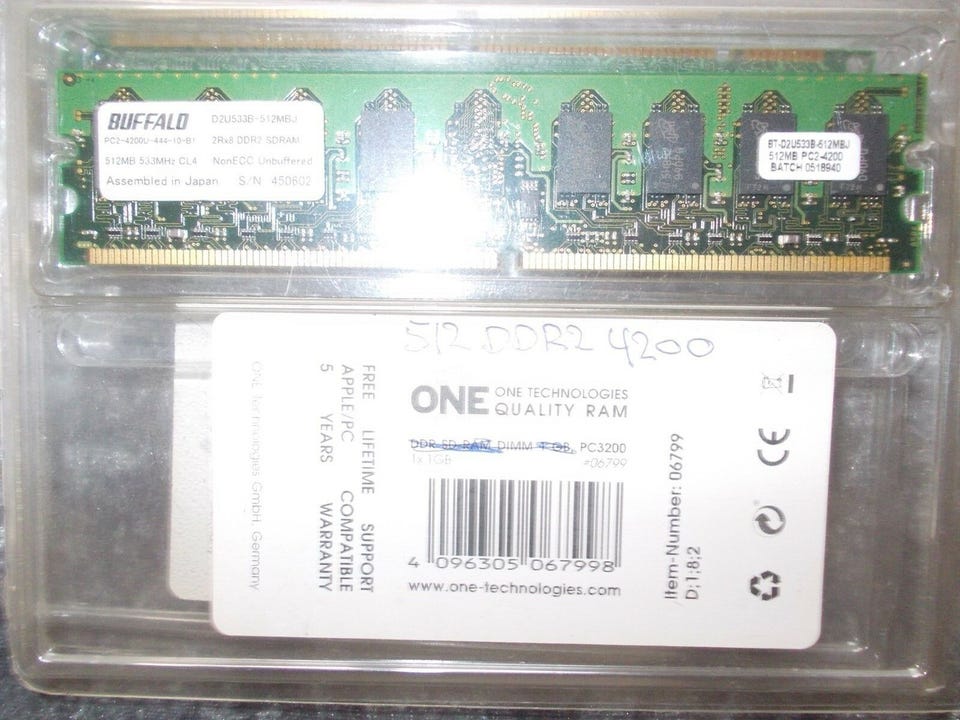 BUFFALO D2U533B-512MBJ
PC2-4200U-444-10-B1 2Rx8 DDR2 SDRAM
512MB 533MHz CL4 NonECC Unbuffered
Assembled in Japan S/N 450602
BT-D2U533B-512MBJ
512MB PC2-4200
BATCH 0518940
512 DDR2 4200
ONE ONE TECHNOLOGIES
QUALITY RAM
DDR SD-RAM, DIMM 1 GB, PC3200
1x 1GB #06799
4 096305 067998
www.one-technologies.com
FREE LIFETIME SUPPORT
APPLE/PC COMPATIBLE
5 YEARS WARRANTY
ONE Technologies GmbH, Germany
Item-Number: 06799
D;1;8;2
CE